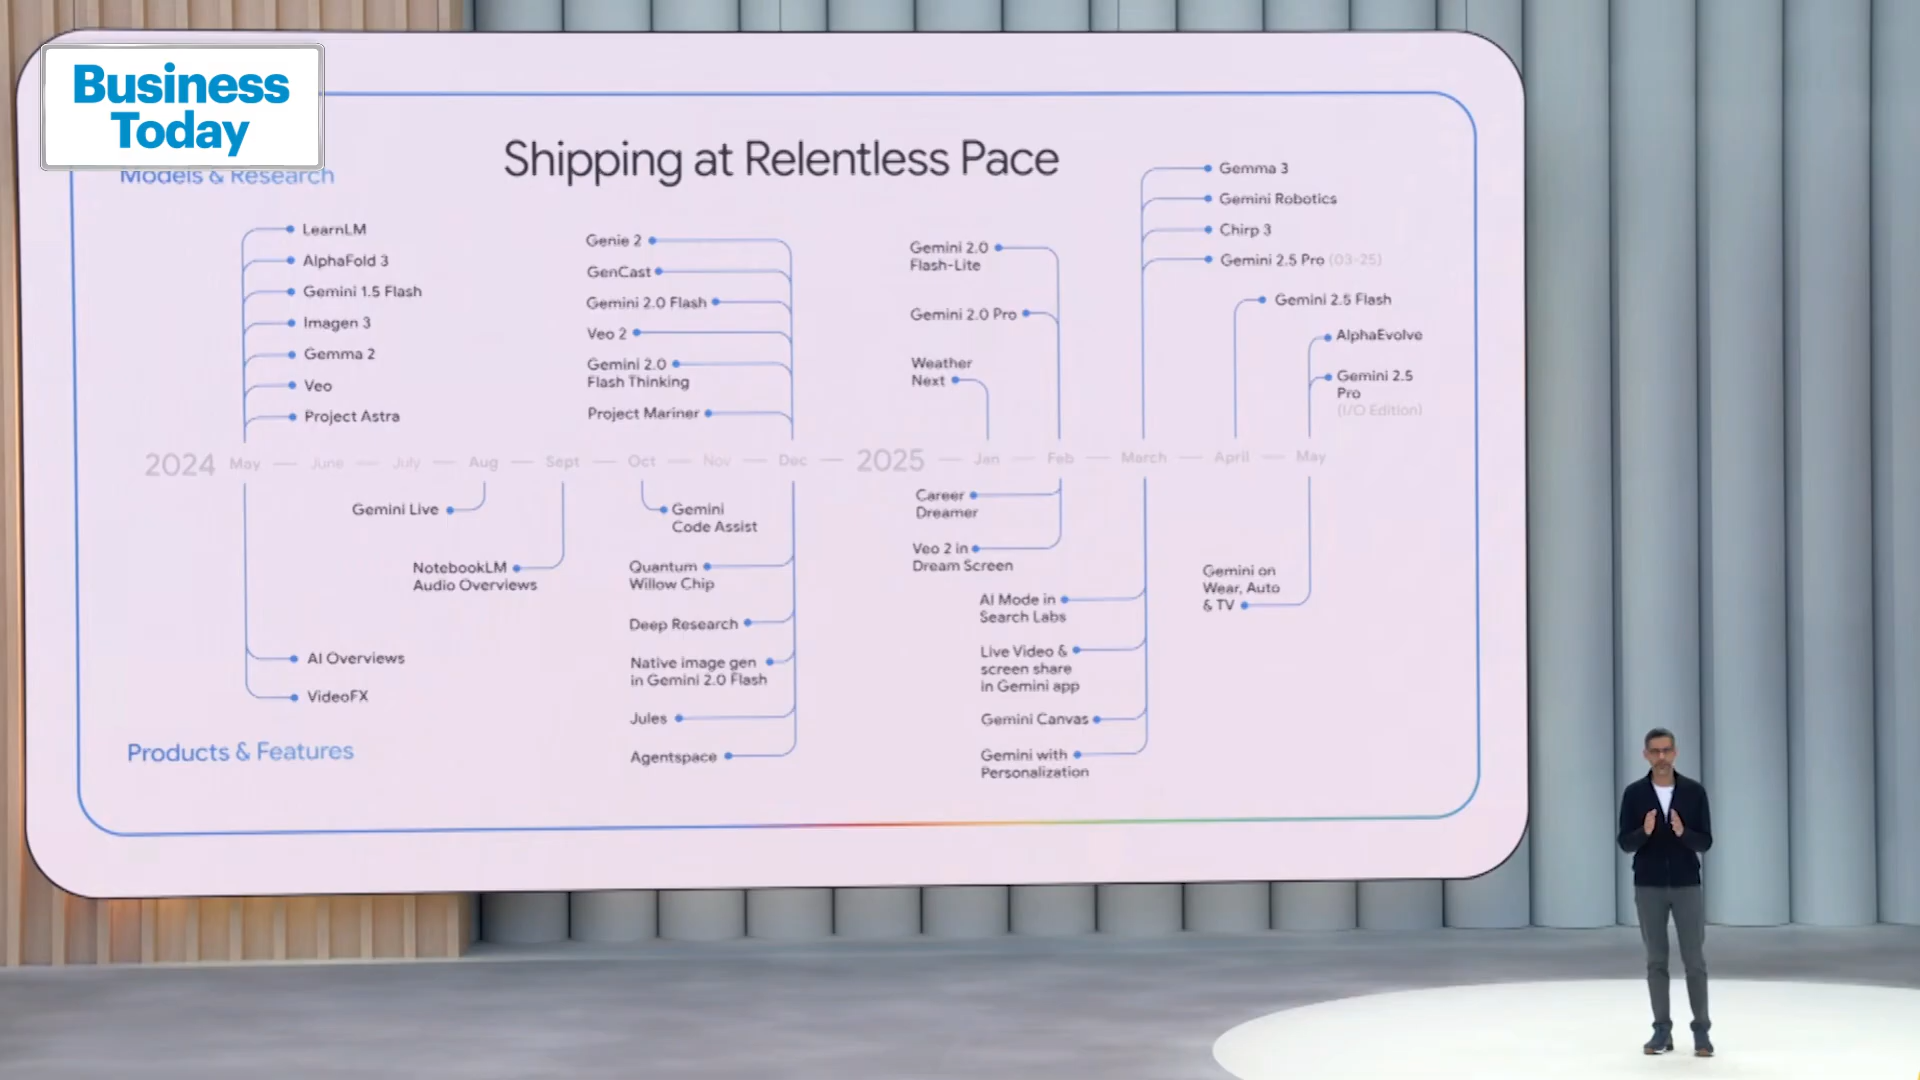 Business
Today
Models & Research
Shipping at Relentless Pace
LearnLM
AlphaFold 3
Gemini 1.5 Flash
Imagen 3
Gemma 2
Veo
Project Astra
Genie 2
GenCast
Gemini 2.0 Flash
Veo 2
Gemini 2.0
Flash Thinking
Project Mariner
Gemini 2.0
Flash-Lite
Gemini 2.0 Pro
Weather
Next
Gemma 3
Gemini Robotics
Chirp 3
Gemini 2.5 Pro (03-25)
Gemini 2.5 Flash
AlphaEvolve
Gemini 2.5
Pro
(I/O Edition)
2024 May June July Aug Sept Oct Nov Dec 2025 Jan Feb March April May
Gemini Live
NotebookLM
Audio Overviews
AI Overviews
VideoFX
Gemini
Code Assist
Quantum
Willow Chip
Deep Research
Native image gen
in Gemini 2.0 Flash
Jules
Agentspace
Career
Dreamer
Veo 2 in
Dream Screen
AI Mode in
Search Labs
Live Video &
screen share
in Gemini app
Gemini Canvas
Gemini with
Personalization
Gemini on
Wear, Auto
& TV
Products & Features